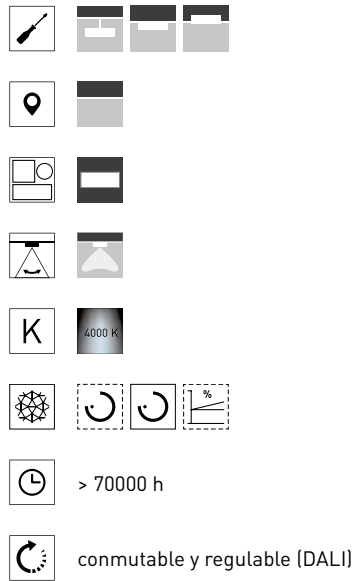 K 4000 K
%
> 70000 h
conmutable y regulable (DALI)